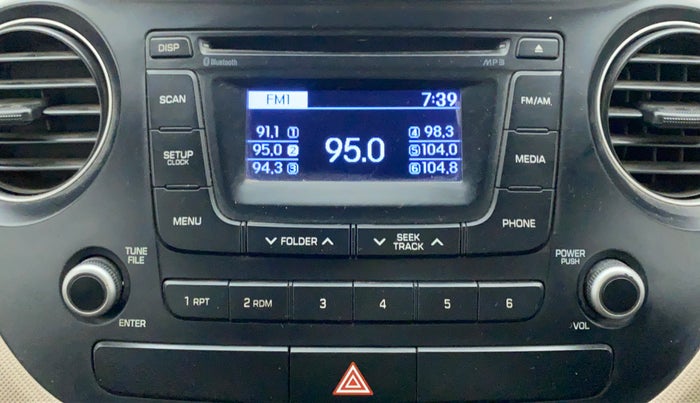 DISP
Bluetooth
MP3
SCAN
FM1
7:39
FM/AM
91.1 1
4 98.3
95.0 2
95.0
5 104.0
94.3 3
6 104.8
SETUP
CLOCK
MEDIA
MENU
FOLDER
SEEK
TRACK
PHONE
TUNE
FILE
POWER
PUSH
1 RPT
2 RDM
3
4
5
6
ENTER
VOL